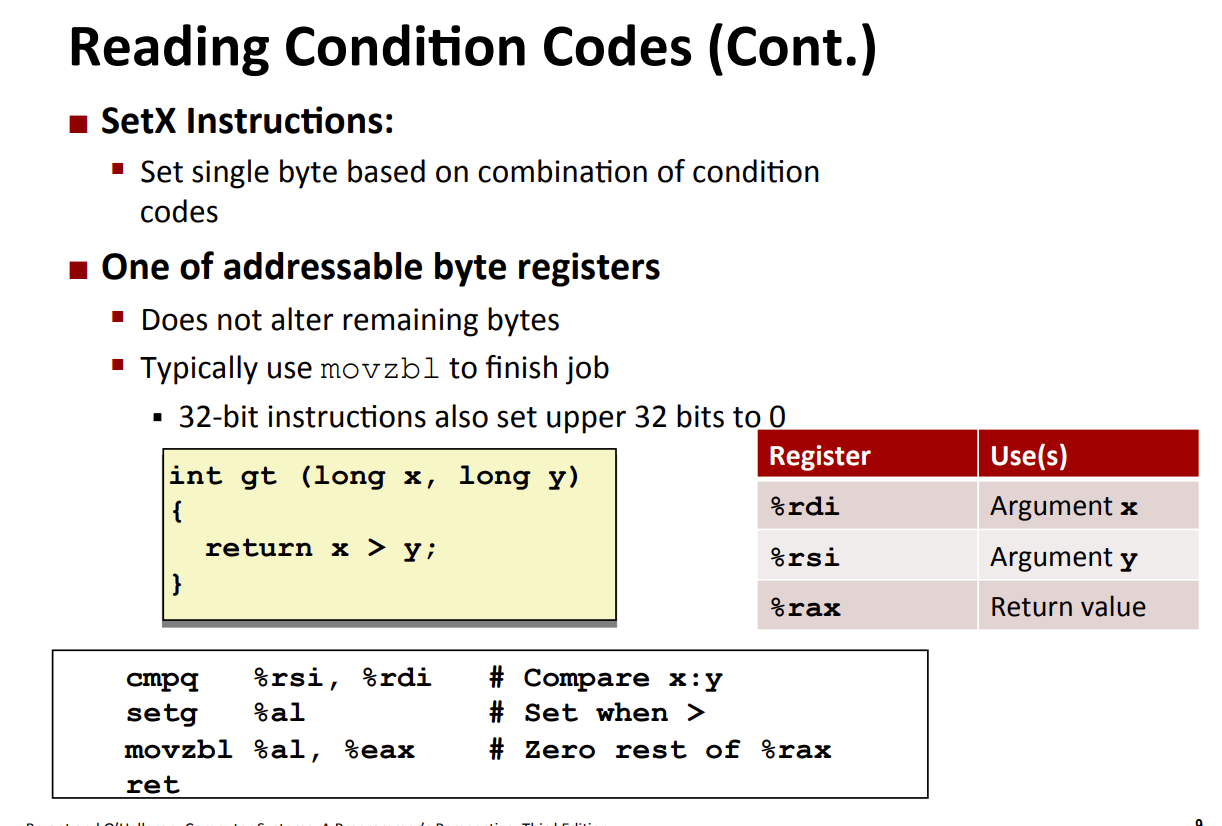 Reading Condition Codes (Cont.)
SetX Instructions:
Set single byte based on combination of condition
codes
One of addressable byte registers
Does not alter remaining bytes
Typically use movzbl to finish job
32-bit instructions also set upper 32 bits to 0
int gt (long x, long y)
{
return x > y;
}
Register Use(s)
%rdi Argument x
%rsi Argument y
%rax Return value
cmpq %rsi, %rdi # Compare x:y
setg %al # Set when >
movzbl %al, %eax # Zero rest of %rax
ret
9